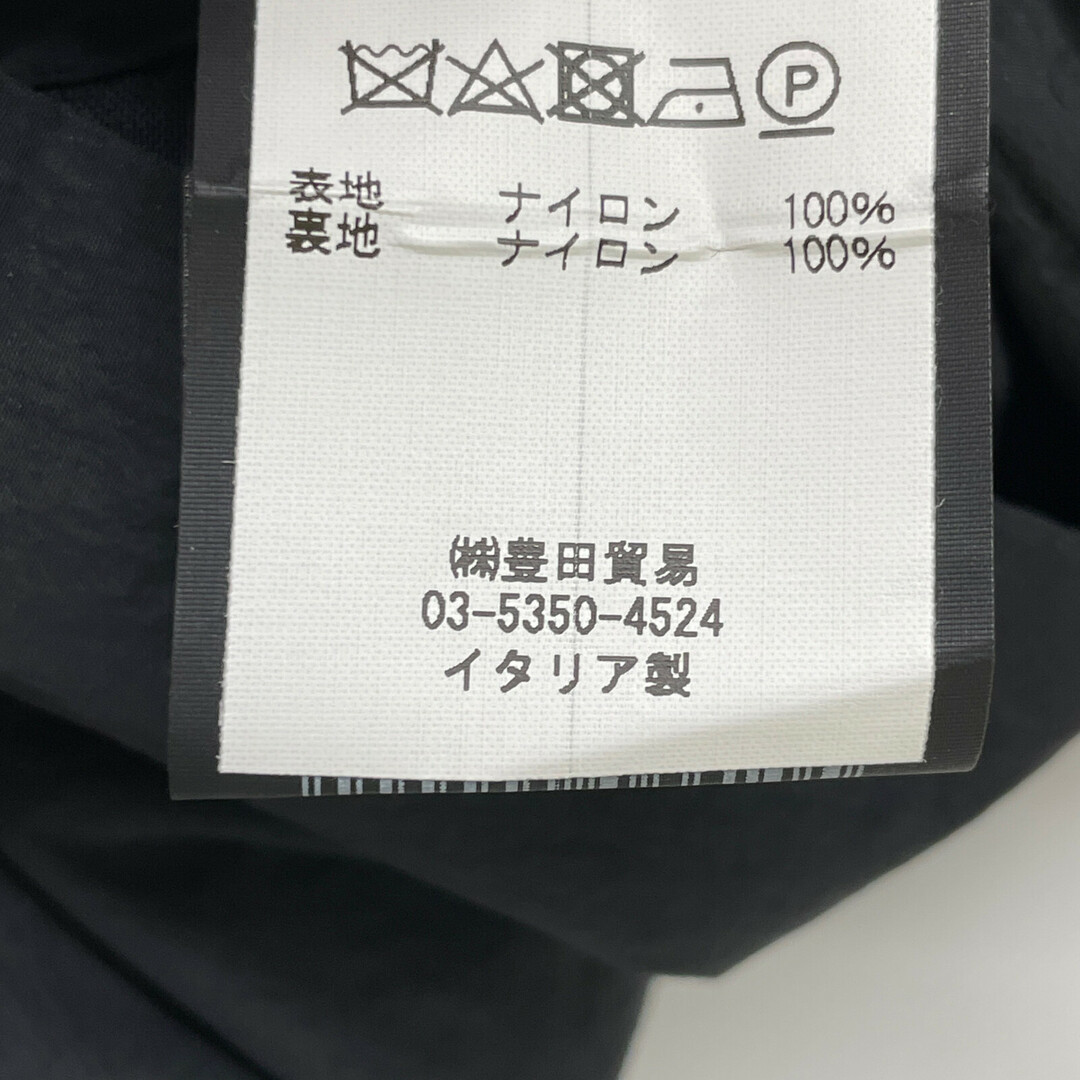 P
表地 ナイロン 100%
裏地 ナイロン 100%
㈱豊田貿易
03-5350-4524
イタリア製